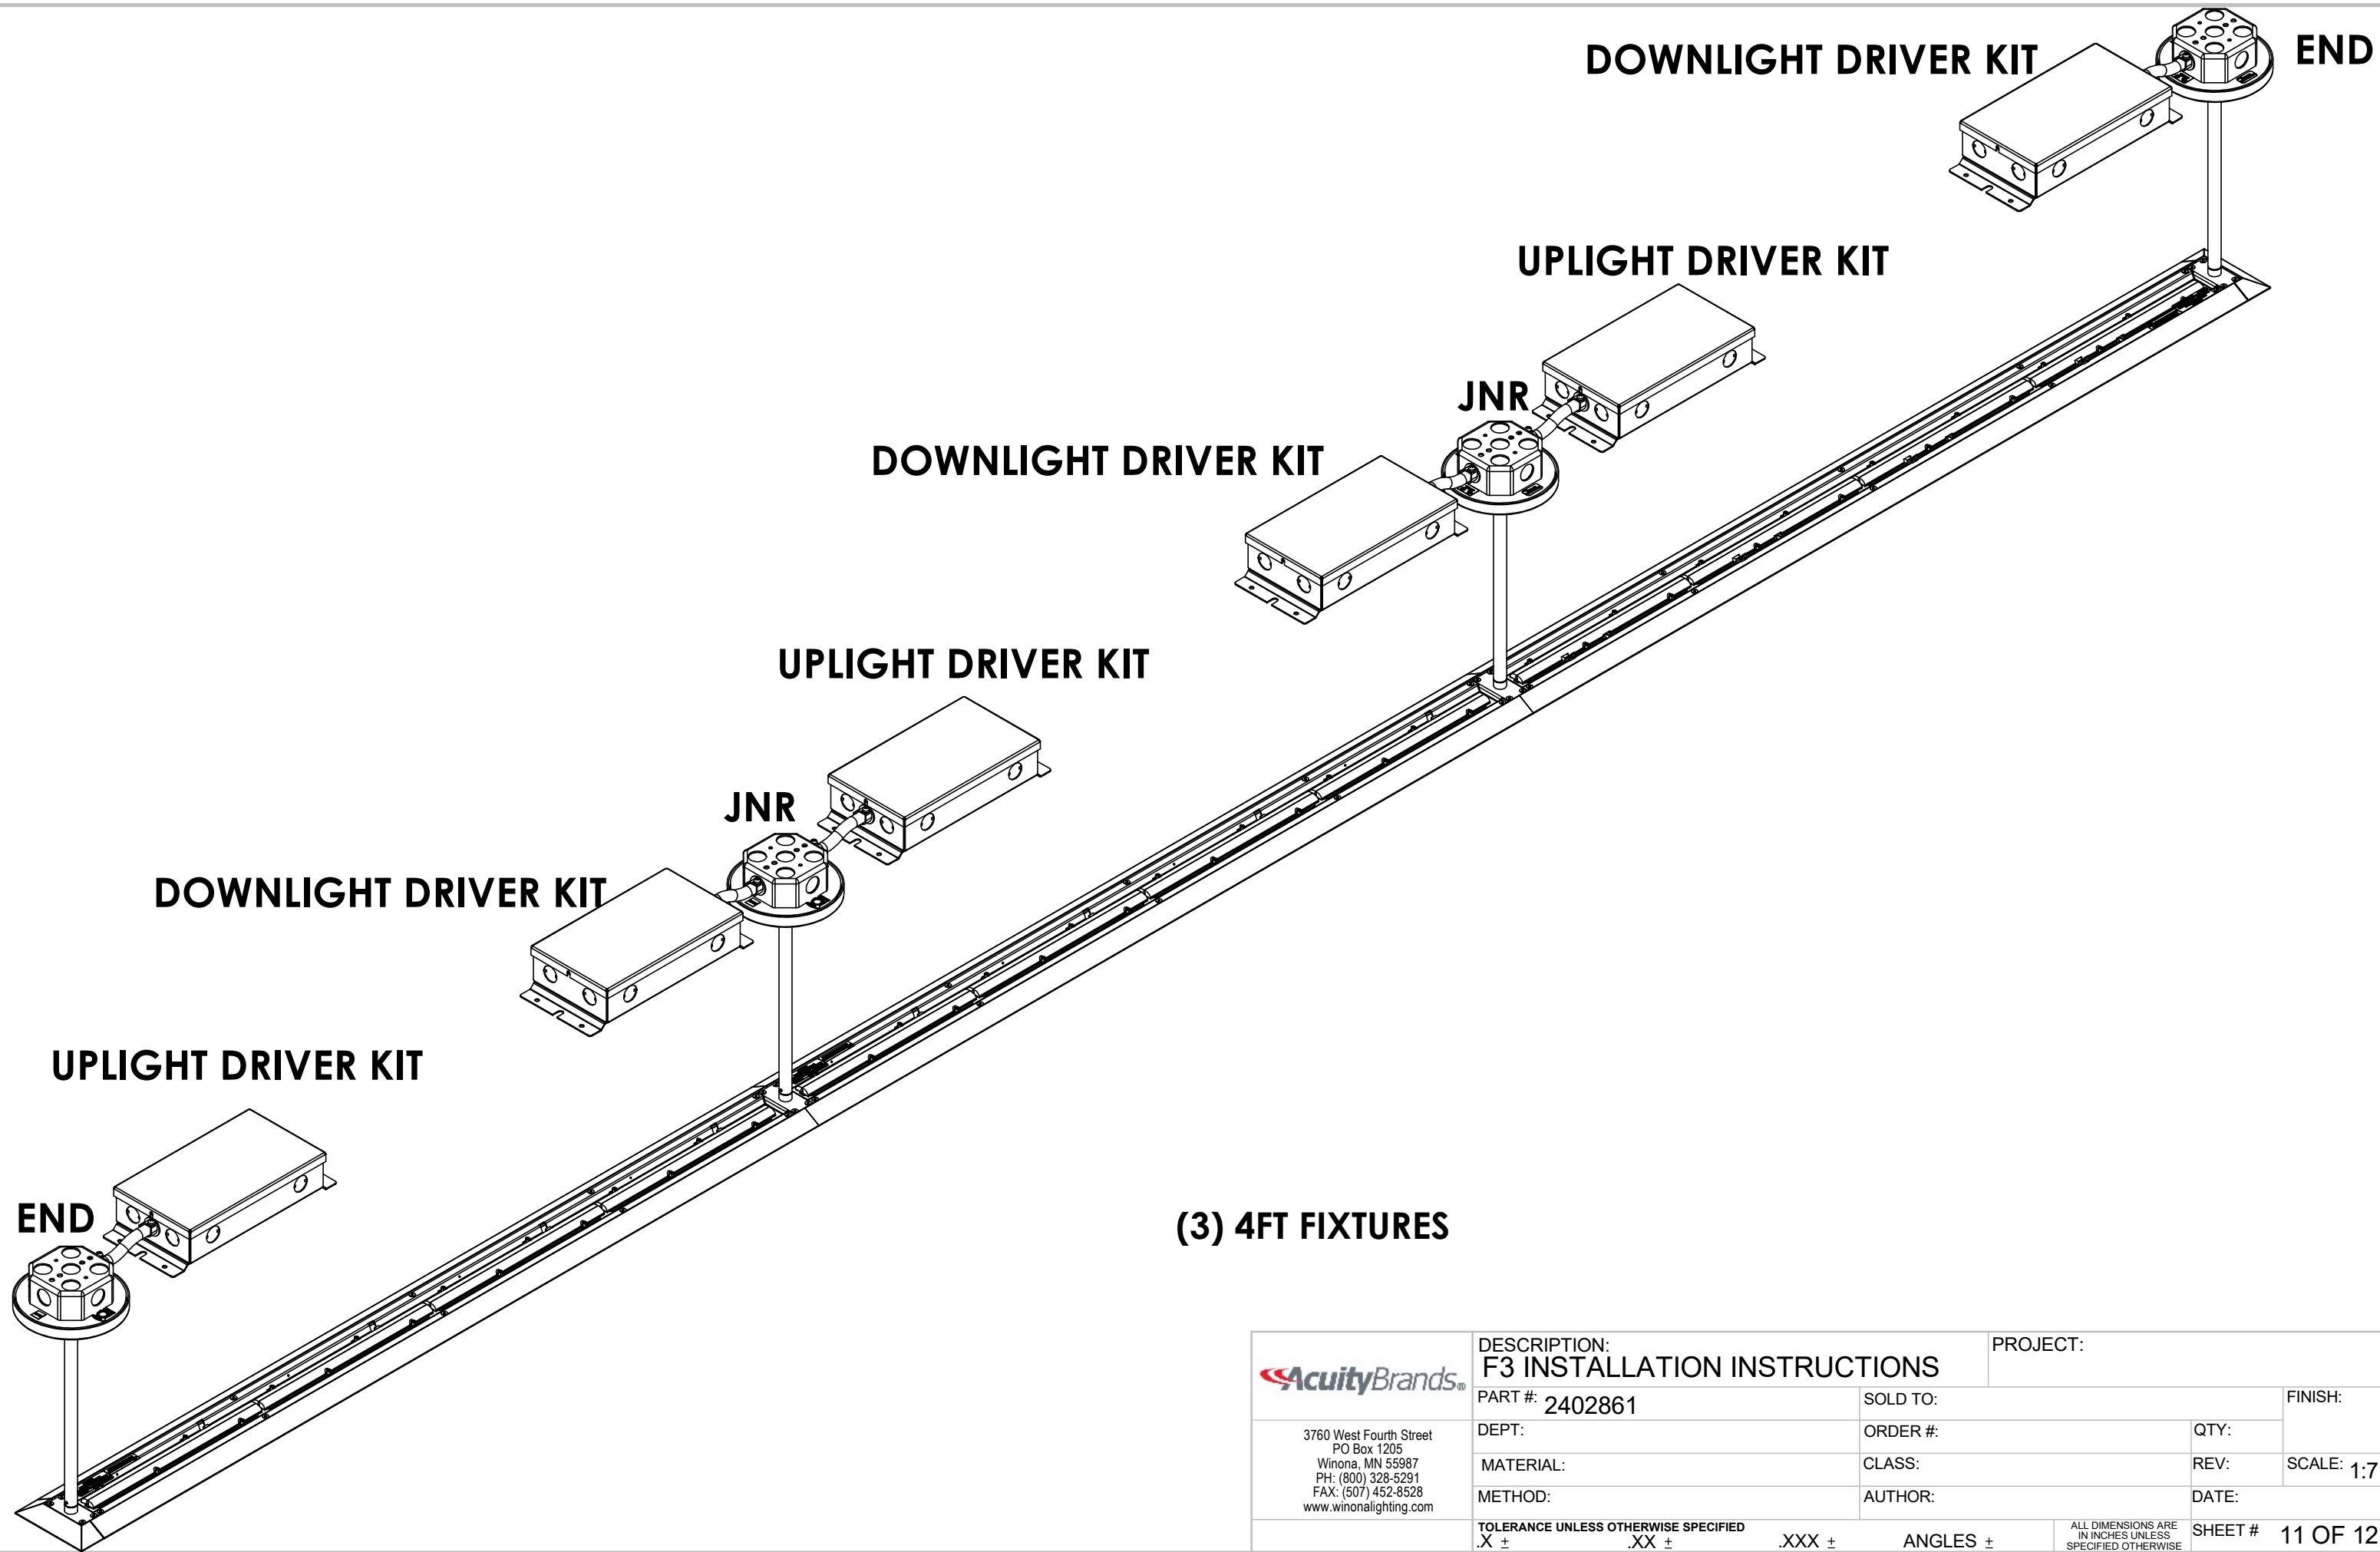 DOWNLIGHT DRIVER KIT
END
UPLIGHT DRIVER KIT
JNR
DOWNLIGHT DRIVER KIT
UPLIGHT DRIVER KIT
JNR
DOWNLIGHT DRIVER KIT
UPLIGHT DRIVER KIT
END
(3) 4FT FIXTURES
AcuityBrands®
3760 West Fourth Street
PO Box 1205
Winona, MN 55987
PH: (800) 328-5291
FAX: (507) 452-8528
www.winonalighting.com
DESCRIPTION:
F3 INSTALLATION INSTRUCTIONS
PROJECT:
PART #: 2402861
SOLD TO:
FINISH:
DEPT:
ORDER #:
QTY:
MATERIAL:
CLASS:
REV:
SCALE: 1:7
METHOD:
AUTHOR:
DATE:
TOLERANCE UNLESS OTHERWISE SPECIFIED
.X ± .XX ± .XXX ± ANGLES ±
ALL DIMENSIONS ARE
IN INCHES UNLESS
SPECIFIED OTHERWISE
SHEET # 11 OF 12